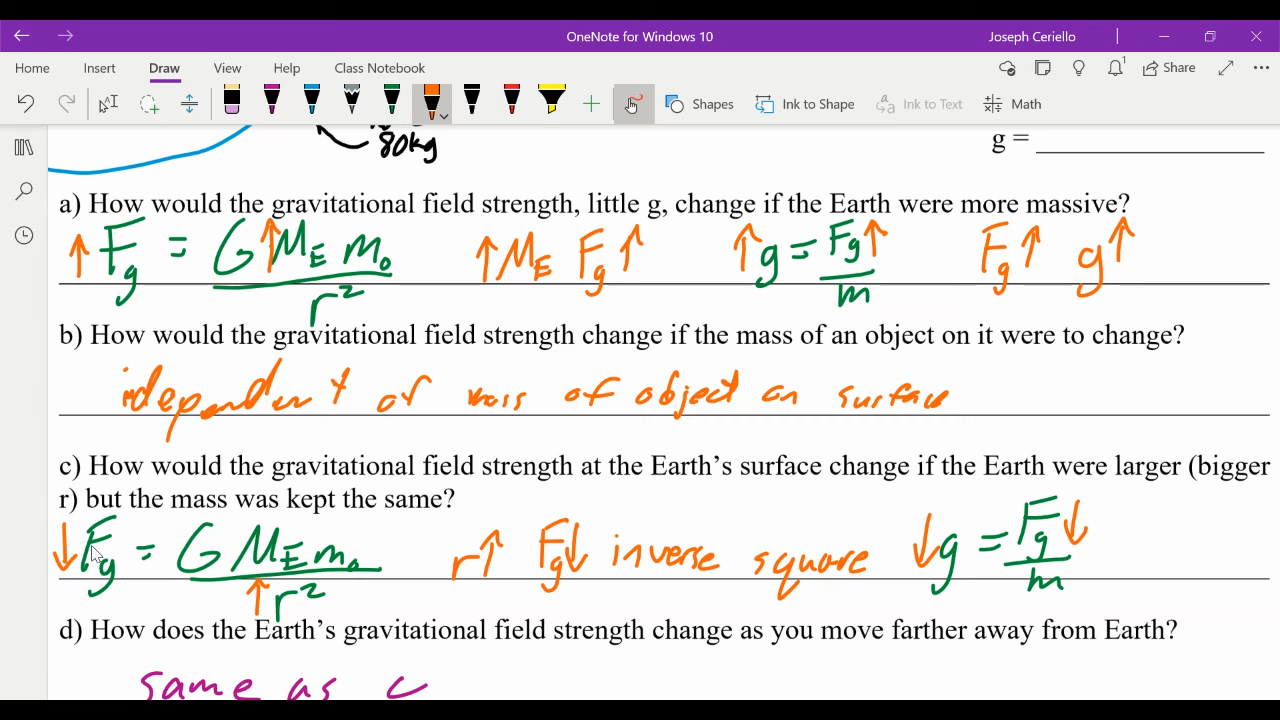 OneNote for Windows 10
Joseph Ceriello
Home Insert Draw View Help Class Notebook Share
Shapes Ink to Shape Ink to Text Math
80kg
g = ____________________
a) How would the gravitational field strength, little g, change if the Earth were more massive?
↑ Fg = G ↑ME mo / r² ↑ME Fg↑ ↑g = Fg↑ / m Fg↑ g↑
b) How would the gravitational field strength change if the mass of an object on it were to change?
independent of mass of object on surface
c) How would the gravitational field strength at the Earth's surface change if the Earth were larger (bigger
r) but the mass was kept the same?
↓Fg = G ME mo / ↑r² r↑ Fg↓ inverse square ↓g = Fg↓ / m
d) How does the Earth's gravitational field strength change as you move farther away from Earth?
same as c